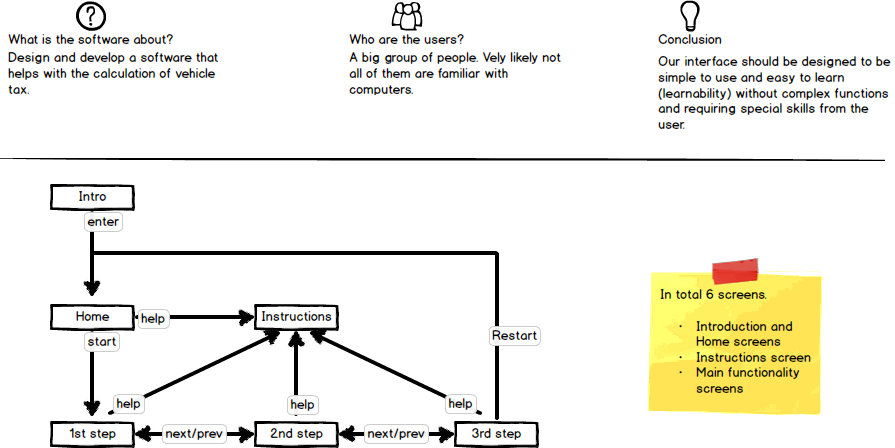 What is the software about?
Design and develop a software that
helps with the calculation of vehicle
tax.
Who are the users?
A big group of people. Vely likely not
all of them are familiar with
computers.
Conclusion
Our interface should be designed to be
simple to use and easy to learn
(learnability) without complex functions
and requiring special skills from the
user.
Intro
enter
Home
help
Instructions
start
Restart
help
help
help
1st step
next/prev
2nd step
next/prev
3rd step
In total 6 screens.
· Introduction and
Home screens
· Instructions screen
· Main functionality
screens